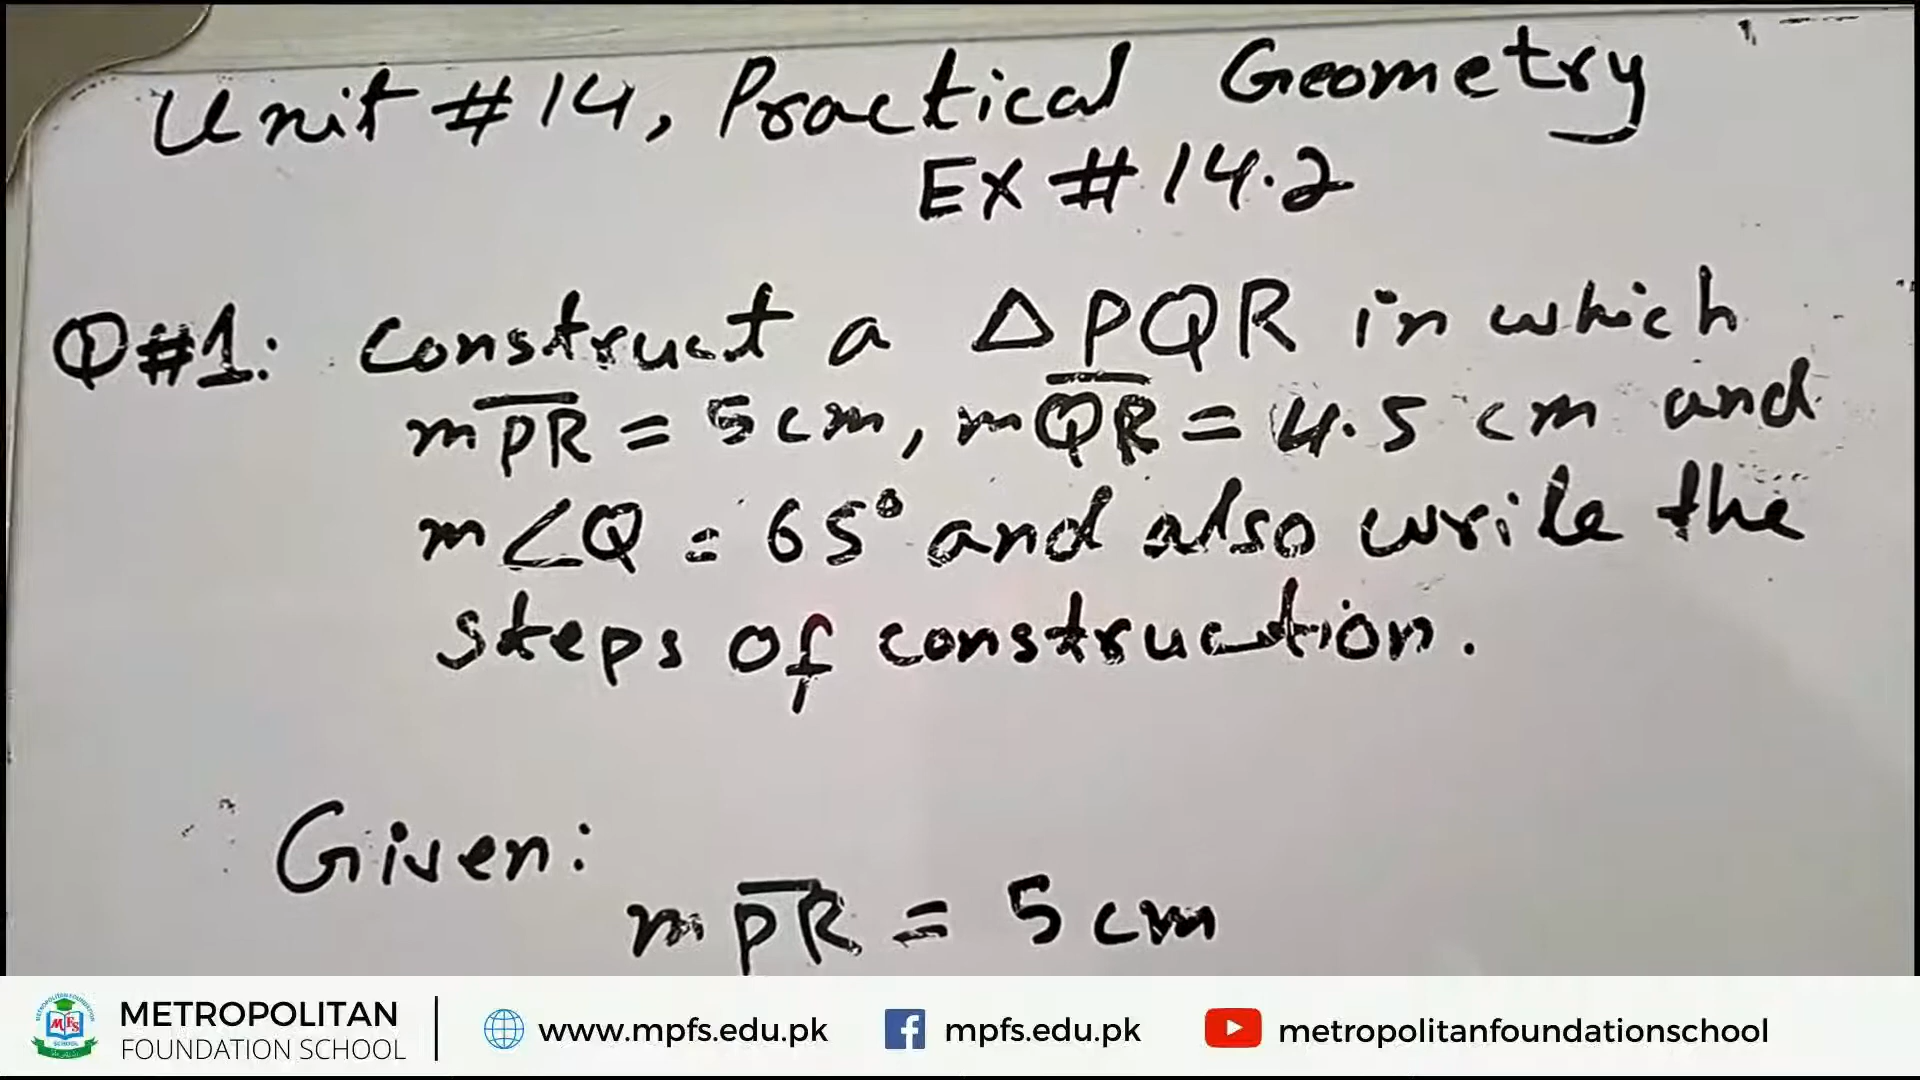 Unit #14, Practical Geometry
EX #14.2
Q#1: construct a △PQR in which
mPR = 5cm, mQR = 4.5 cm and
m∠Q = 65° and also write the
steps of construction.
Given:
mPR = 5cm
METROPOLITAN
FOUNDATION SCHOOL
www.mpfs.edu.pk
mpfs.edu.pk
metropolitanfoundationschool